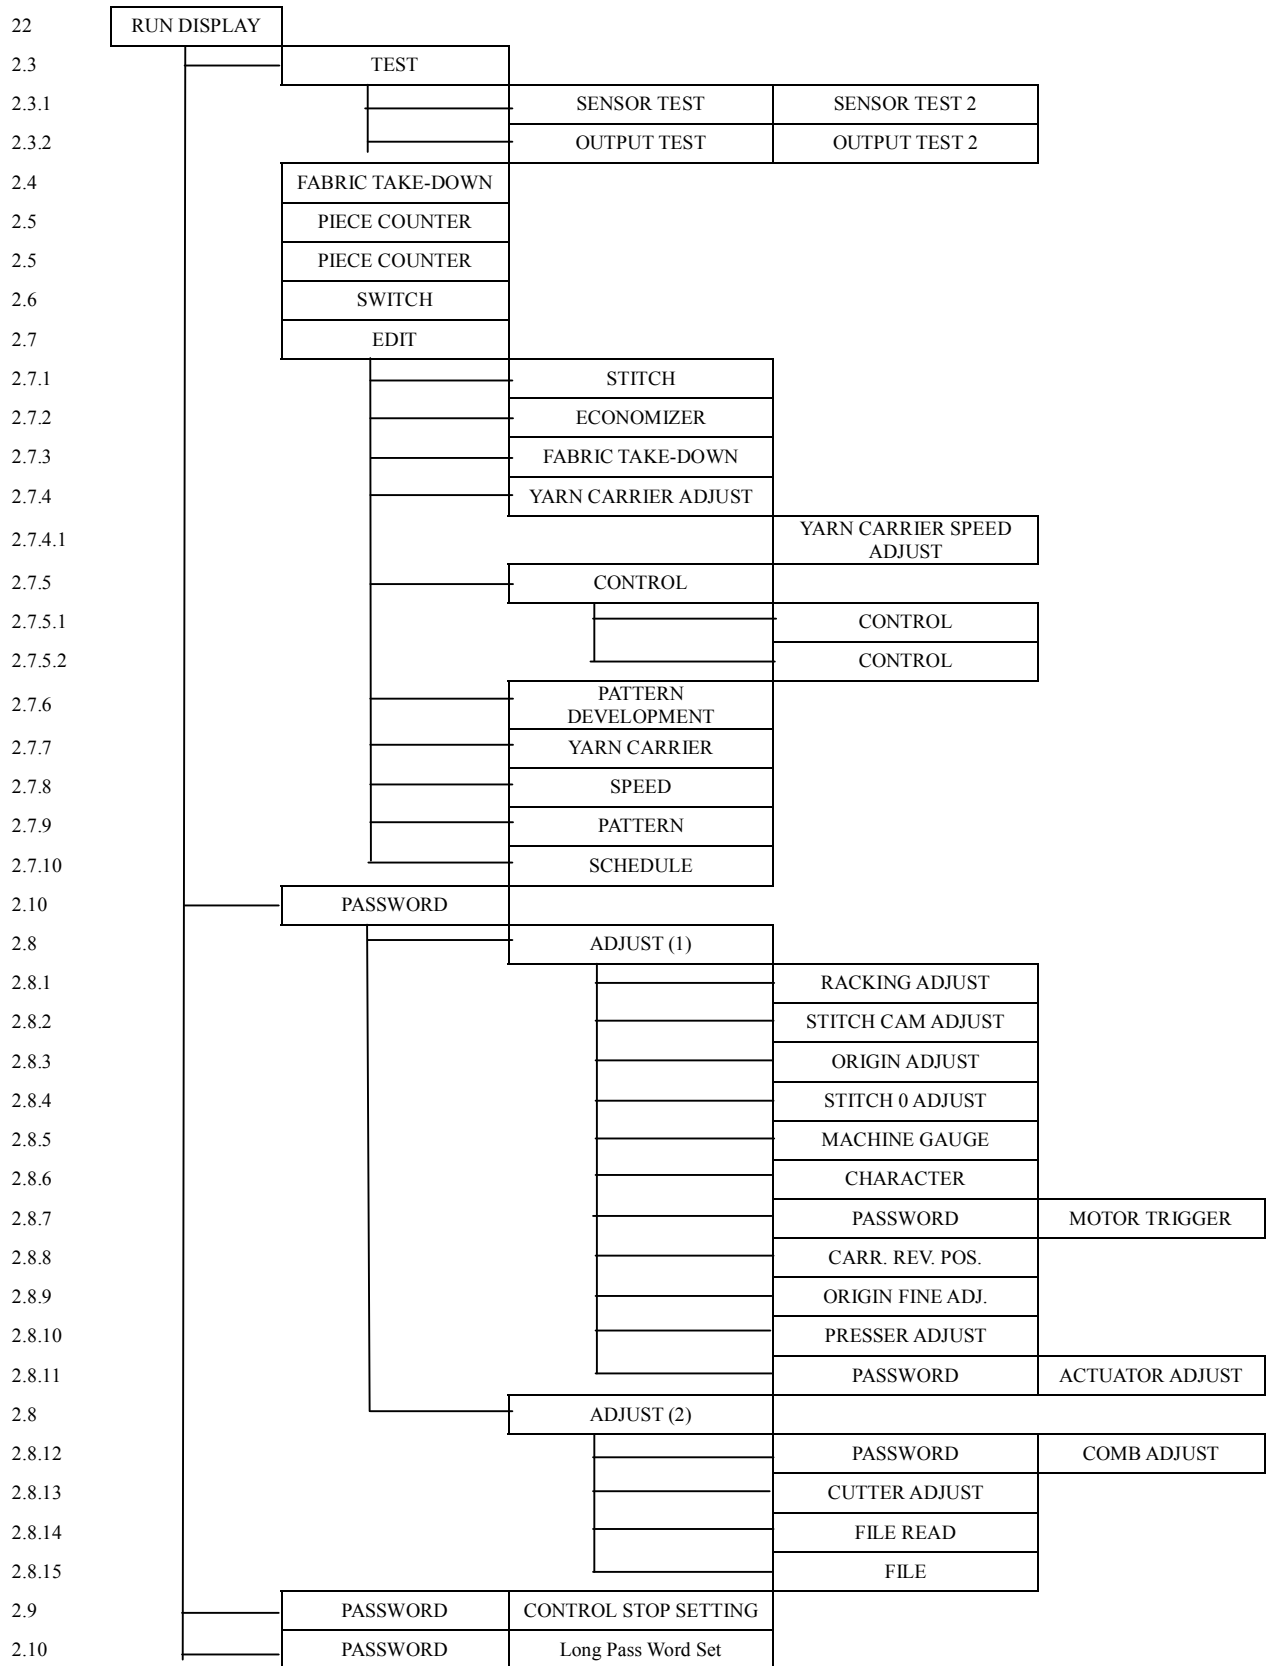 22 RUN DISPLAY
2.3 TEST
2.3.1 SENSOR TEST SENSOR TEST 2
2.3.2 OUTPUT TEST OUTPUT TEST 2
2.4 FABRIC TAKE-DOWN
2.5 PIECE COUNTER
2.5 PIECE COUNTER
2.6 SWITCH
2.7 EDIT
2.7.1 STITCH
2.7.2 ECONOMIZER
2.7.3 FABRIC TAKE-DOWN
2.7.4 YARN CARRIER ADJUST
2.7.4.1 YARN CARRIER SPEED
ADJUST
2.7.5 CONTROL
2.7.5.1 CONTROL
2.7.5.2 CONTROL
2.7.6 PATTERN
DEVELOPMENT
2.7.7 YARN CARRIER
2.7.8 SPEED
2.7.9 PATTERN
2.7.10 SCHEDULE
2.10 PASSWORD
2.8 ADJUST (1)
2.8.1 RACKING ADJUST
2.8.2 STITCH CAM ADJUST
2.8.3 ORIGIN ADJUST
2.8.4 STITCH 0 ADJUST
2.8.5 MACHINE GAUGE
2.8.6 CHARACTER
2.8.7 PASSWORD MOTOR TRIGGER
2.8.8 CARR. REV. POS.
2.8.9 ORIGIN FINE ADJ.
2.8.10 PRESSER ADJUST
2.8.11 PASSWORD ACTUATOR ADJUST
2.8 ADJUST (2)
2.8.12 PASSWORD COMB ADJUST
2.8.13 CUTTER ADJUST
2.8.14 FILE READ
2.8.15 FILE
2.9 PASSWORD CONTROL STOP SETTING
2.10 PASSWORD Long Pass Word Set